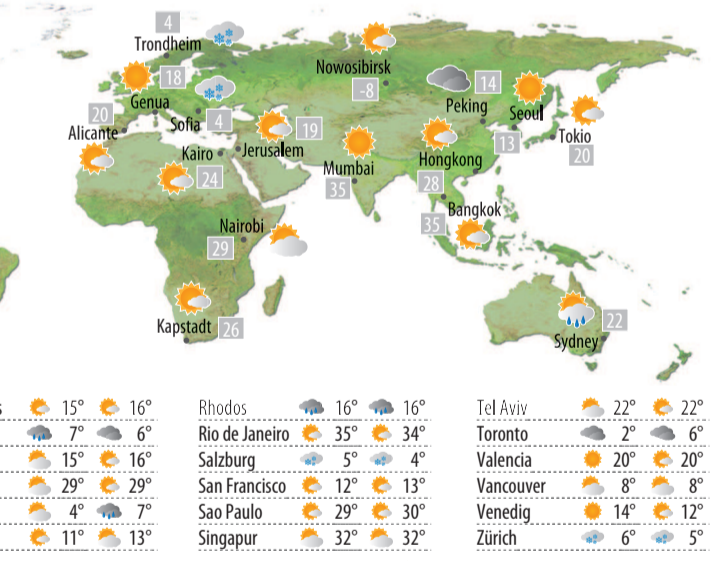 4
Trondheim
Nowosibirsk
-8
18
Genua
14
Peking
Seoul
20
Alicante
Sofia
4
19
Tokio
20
13
Kairo
Jerusalem
24
Mumbai
35
Hongkong
28
Bangkok
35
Nairobi
29
Kapstadt
26
22
Sydney
s 15° 16°
7° 6°
15° 16°
29° 29°
4° 7°
11° 13°
Rhodos 16° 16°
Rio de Janeiro 35° 34°
Salzburg 5° 4°
San Francisco 12° 13°
Sao Paulo 29° 30°
Singapur 32° 32°
Tel Aviv 22° 22°
Toronto 2° 6°
Valencia 20° 20°
Vancouver 8° 8°
Venedig 14° 12°
Zürich 6° 5°